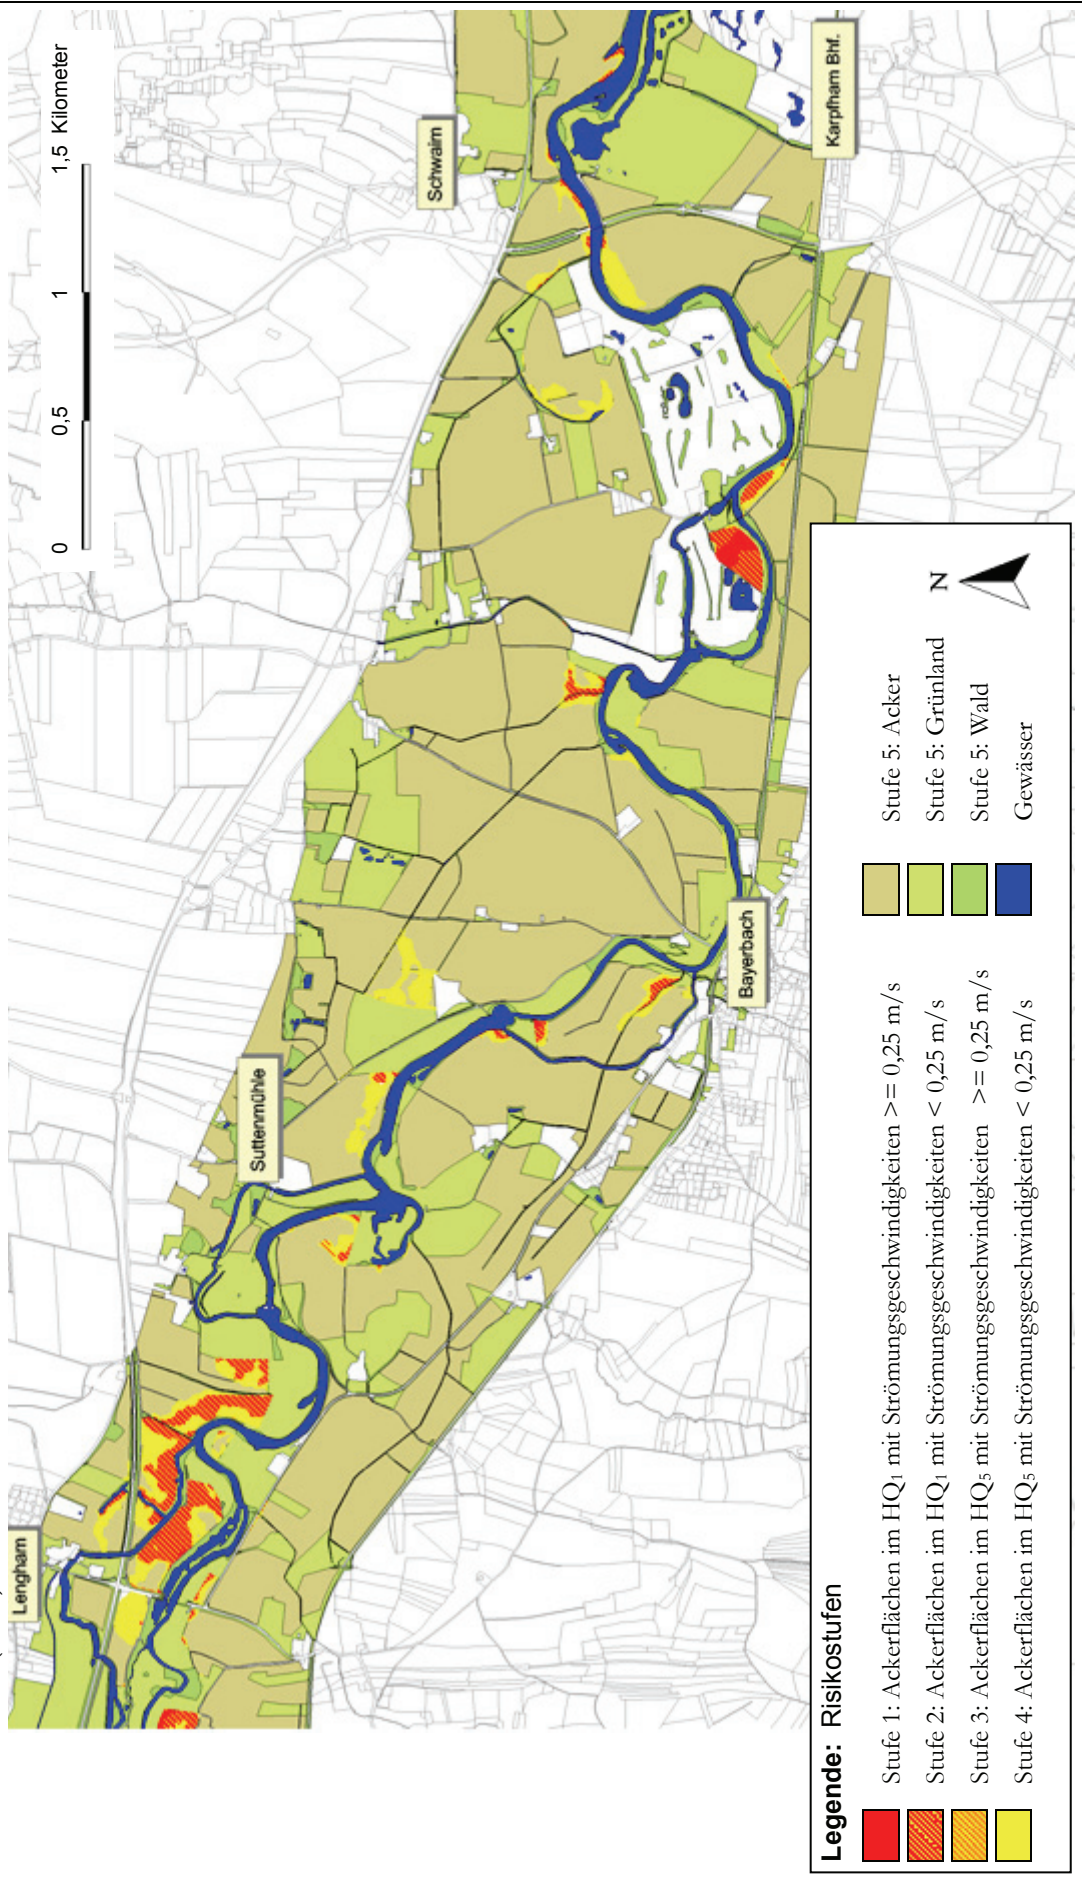 Lengham
Suttenmühle
Bayerbach
Schwaim
Karpfham Bhf.
0 0,5 1 1,5 Kilometer
Legende: Risikostufen
Stufe 1: Ackerflächen im HQ1 mit Strömungsgeschwindigkeiten >= 0,25 m/s
Stufe 2: Ackerflächen im HQ1 mit Strömungsgeschwindigkeiten < 0,25 m/s
Stufe 3: Ackerflächen im HQ5 mit Strömungsgeschwindigkeiten >= 0,25 m/s
Stufe 4: Ackerflächen im HQ5 mit Strömungsgeschwindigkeiten < 0,25 m/s
Stufe 5: Acker
Stufe 5: Grünland
Stufe 5: Wald
Gewässer
N